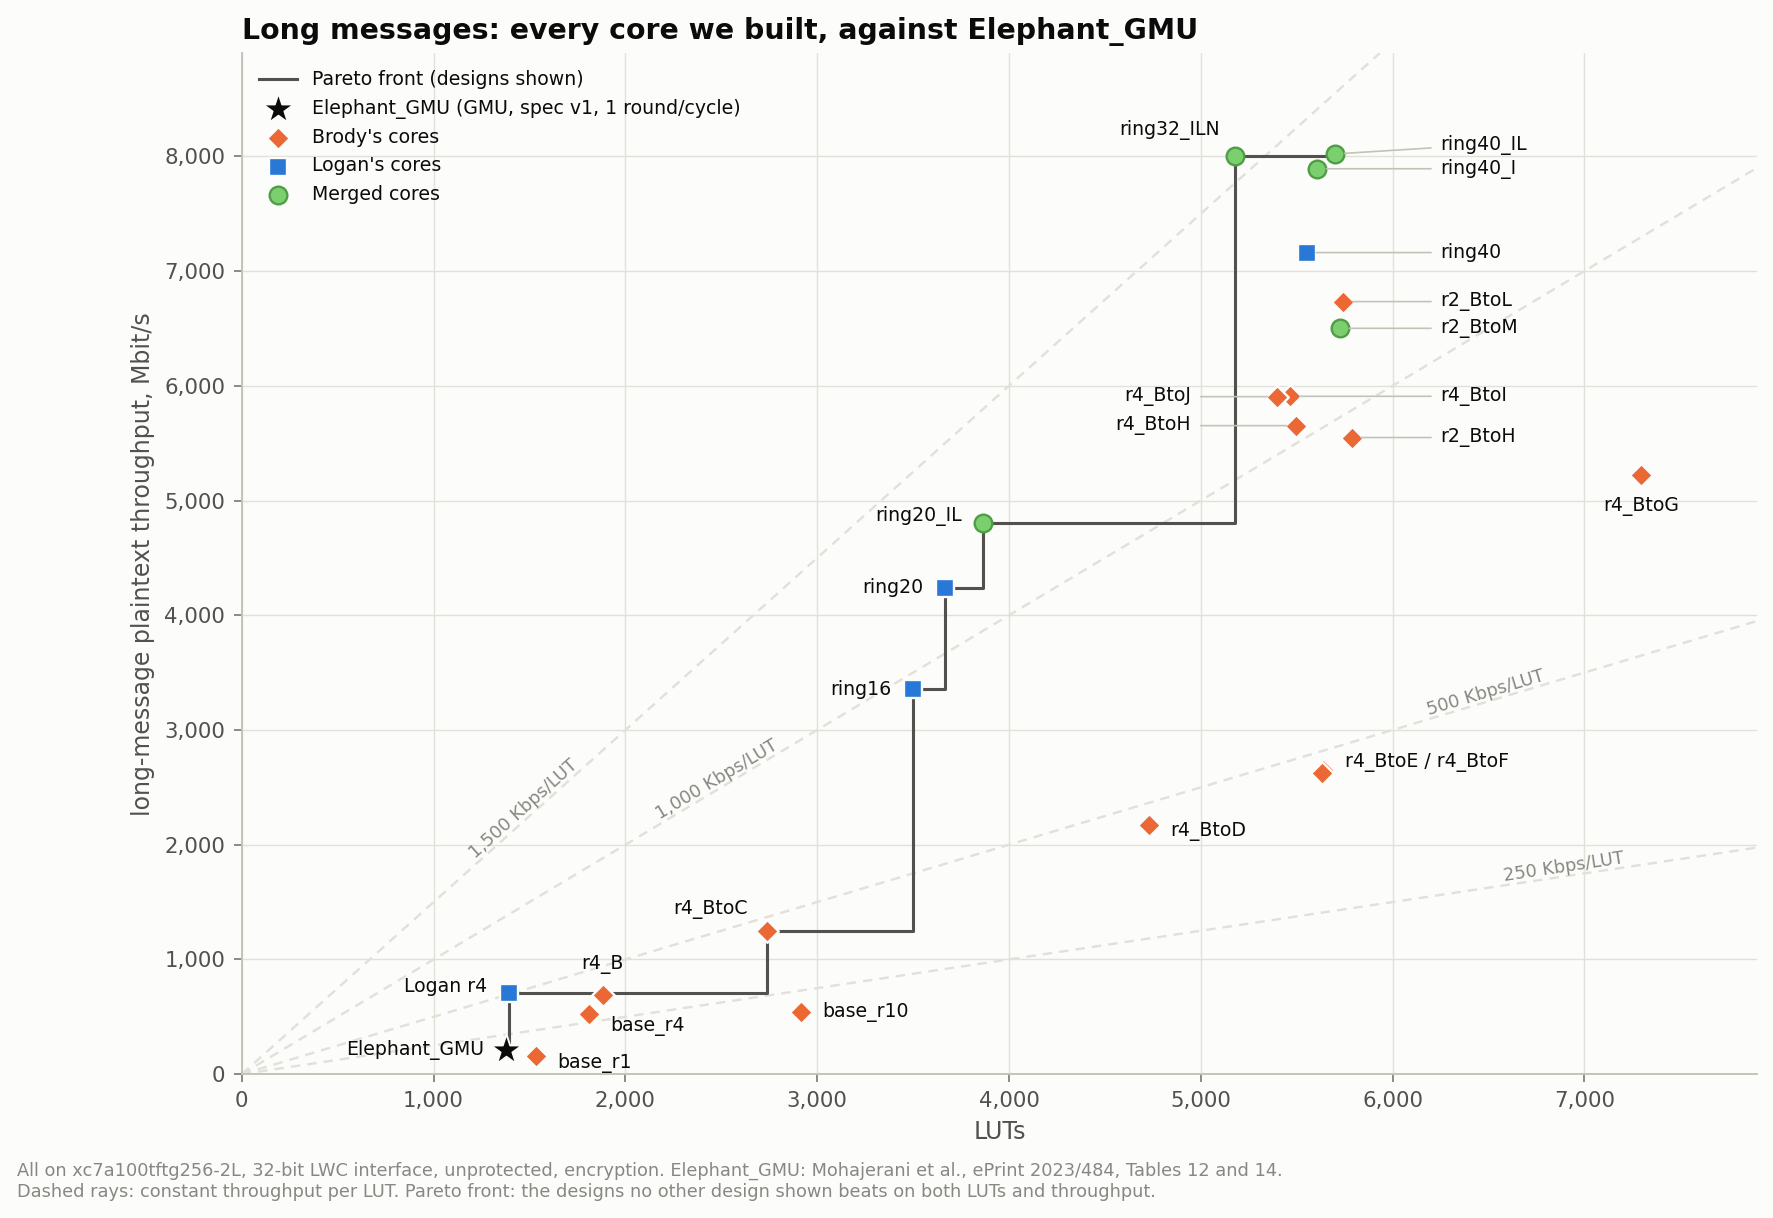 Long messages: every core we built, against Elephant_GMU
Pareto front (designs shown)
Elephant_GMU (GMU, spec v1, 1 round/cycle)
Brody's cores
Logan's cores
Merged cores
long-message plaintext throughput, Mbit/s
8,000
7,000
6,000
5,000
4,000
3,000
2,000
1,000
0
ring32_ILN
ring40_IL
ring40_I
ring40
r2_BtoL
r2_BtoM
r4_BtoJ
r4_BtoI
r4_BtoH
r2_BtoH
r4_BtoG
ring20_IL
ring20
ring16
500 Kbps/LUT
1,000 Kbps/LUT
1,500 Kbps/LUT
r4_BtoE / r4_BtoF
r4_BtoD
250 Kbps/LUT
r4_BtoC
r4_B
Logan r4
base_r4
base_r10
Elephant_GMU
base_r1
0
1,000
2,000
3,000
4,000
5,000
6,000
7,000
LUTs
All on xc7a100tftg256-2L, 32-bit LWC interface, unprotected, encryption. Elephant_GMU: Mohajerani et al., ePrint 2023/484, Tables 12 and 14.
Dashed rays: constant throughput per LUT. Pareto front: the designs no other design shown beats on both LUTs and throughput.